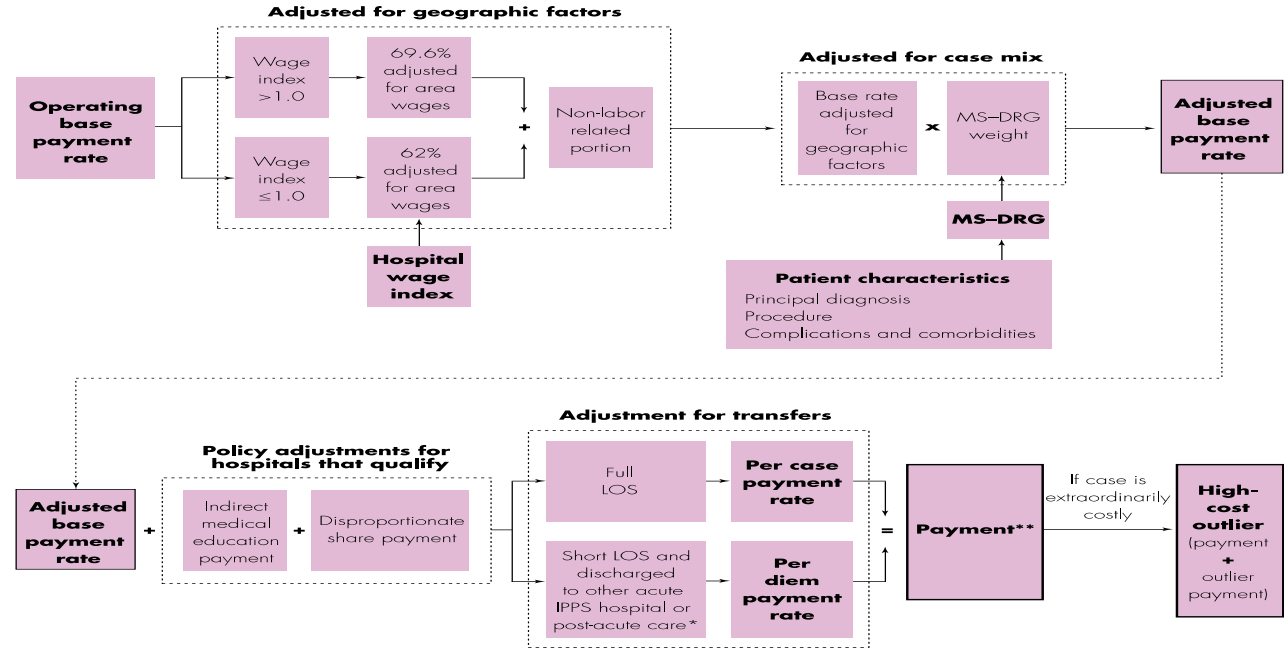 Adjusted for geographic factors
Operating
base
payment
rate
Wage
index
>1.0
69.6%
adjusted
for area
wages
Wage
index
≤1.0
62%
adjusted
for area
wages
+
Non-labor
related
portion
Hospital
wage
index
Adjusted for case mix
Base rate
adjusted
for
geographic
factors
x
MS–DRG
weight
MS–DRG
Patient characteristics
Principal diagnosis
Procedure
Complications and comorbidities
Adjusted
base
payment
rate
Adjusted
base
payment
rate
+
Policy adjustments for
hospitals that qualify
Indirect
medical
education
payment
+
Disproportionate
share payment
Adjustment for transfers
Full
LOS
Per case
payment
rate
Short LOS and
discharged
to other acute
IPPS hospital or
post-acute care*
Per
diem
payment
rate
=
Payment**
If case is
extraordinarily
costly
High-
cost outlier
(payment
+
outlier
payment)